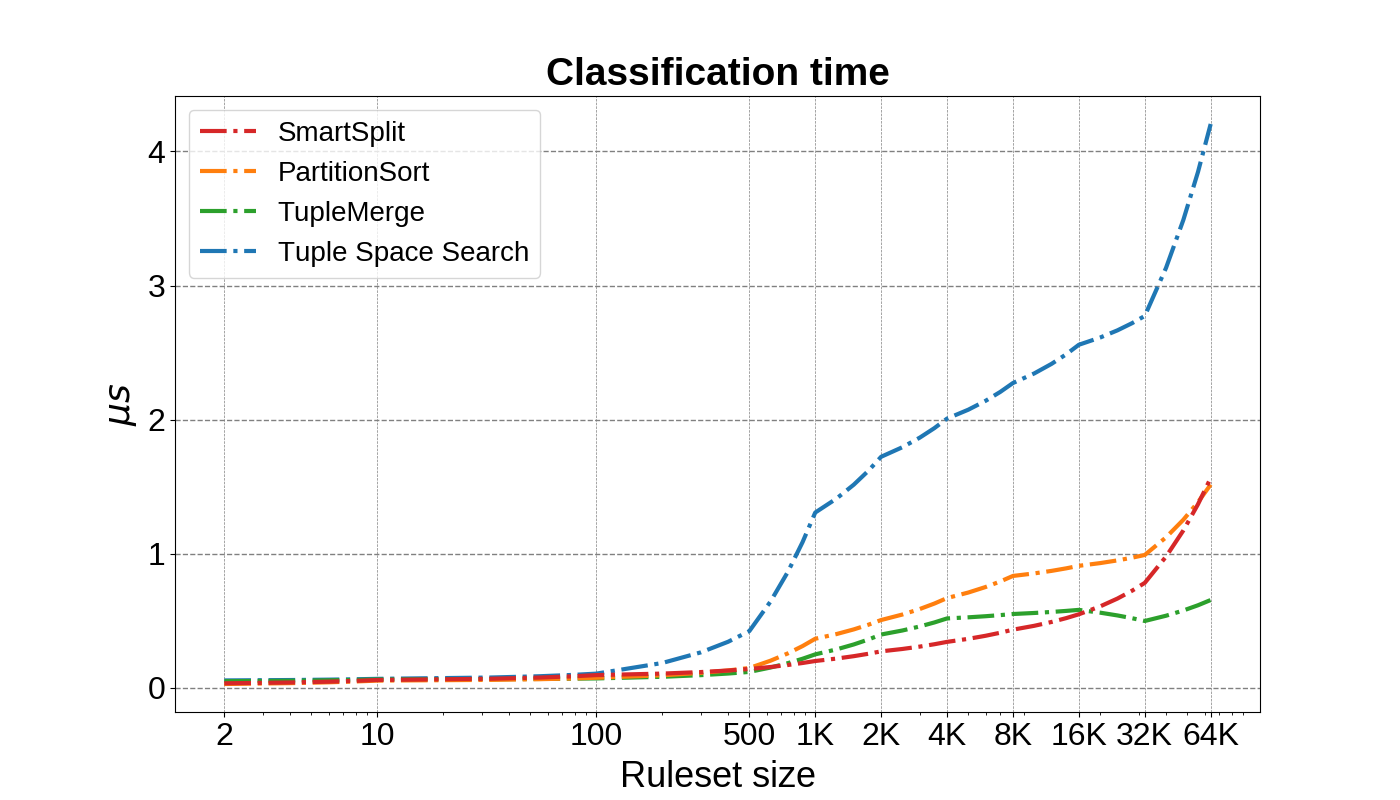 Classification time
SmartSplit
PartitionSort
TupleMerge
Tuple Space Search
4
3
2
1
0
μs
2 10 100 500 1K 2K 4K 8K 16K 32K 64K
Ruleset size